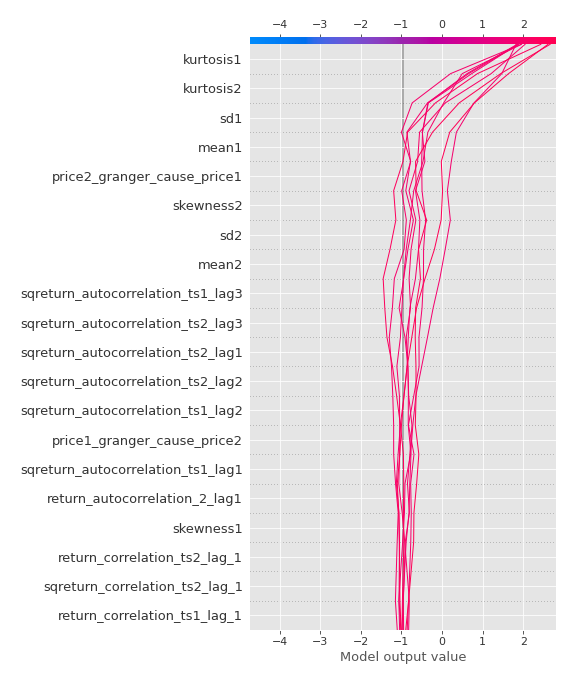 −4 −3 −2 −1 0 1 2
kurtosis1
kurtosis2
sd1
mean1
price2_granger_cause_price1
skewness2
sd2
mean2
sqreturn_autocorrelation_ts1_lag3
sqreturn_autocorrelation_ts2_lag3
sqreturn_autocorrelation_ts2_lag1
sqreturn_autocorrelation_ts2_lag2
sqreturn_autocorrelation_ts1_lag2
price1_granger_cause_price2
sqreturn_autocorrelation_ts1_lag1
return_autocorrelation_2_lag1
skewness1
return_correlation_ts2_lag_1
sqreturn_correlation_ts2_lag_1
return_correlation_ts1_lag_1
−4 −3 −2 −1 0 1 2
Model output value